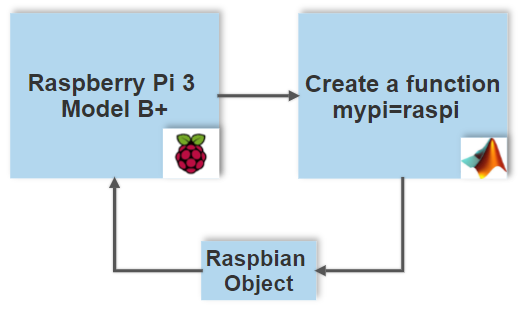 Raspberry Pi 3
Model B+
Create a function
mypi=raspi
Raspbian
Object